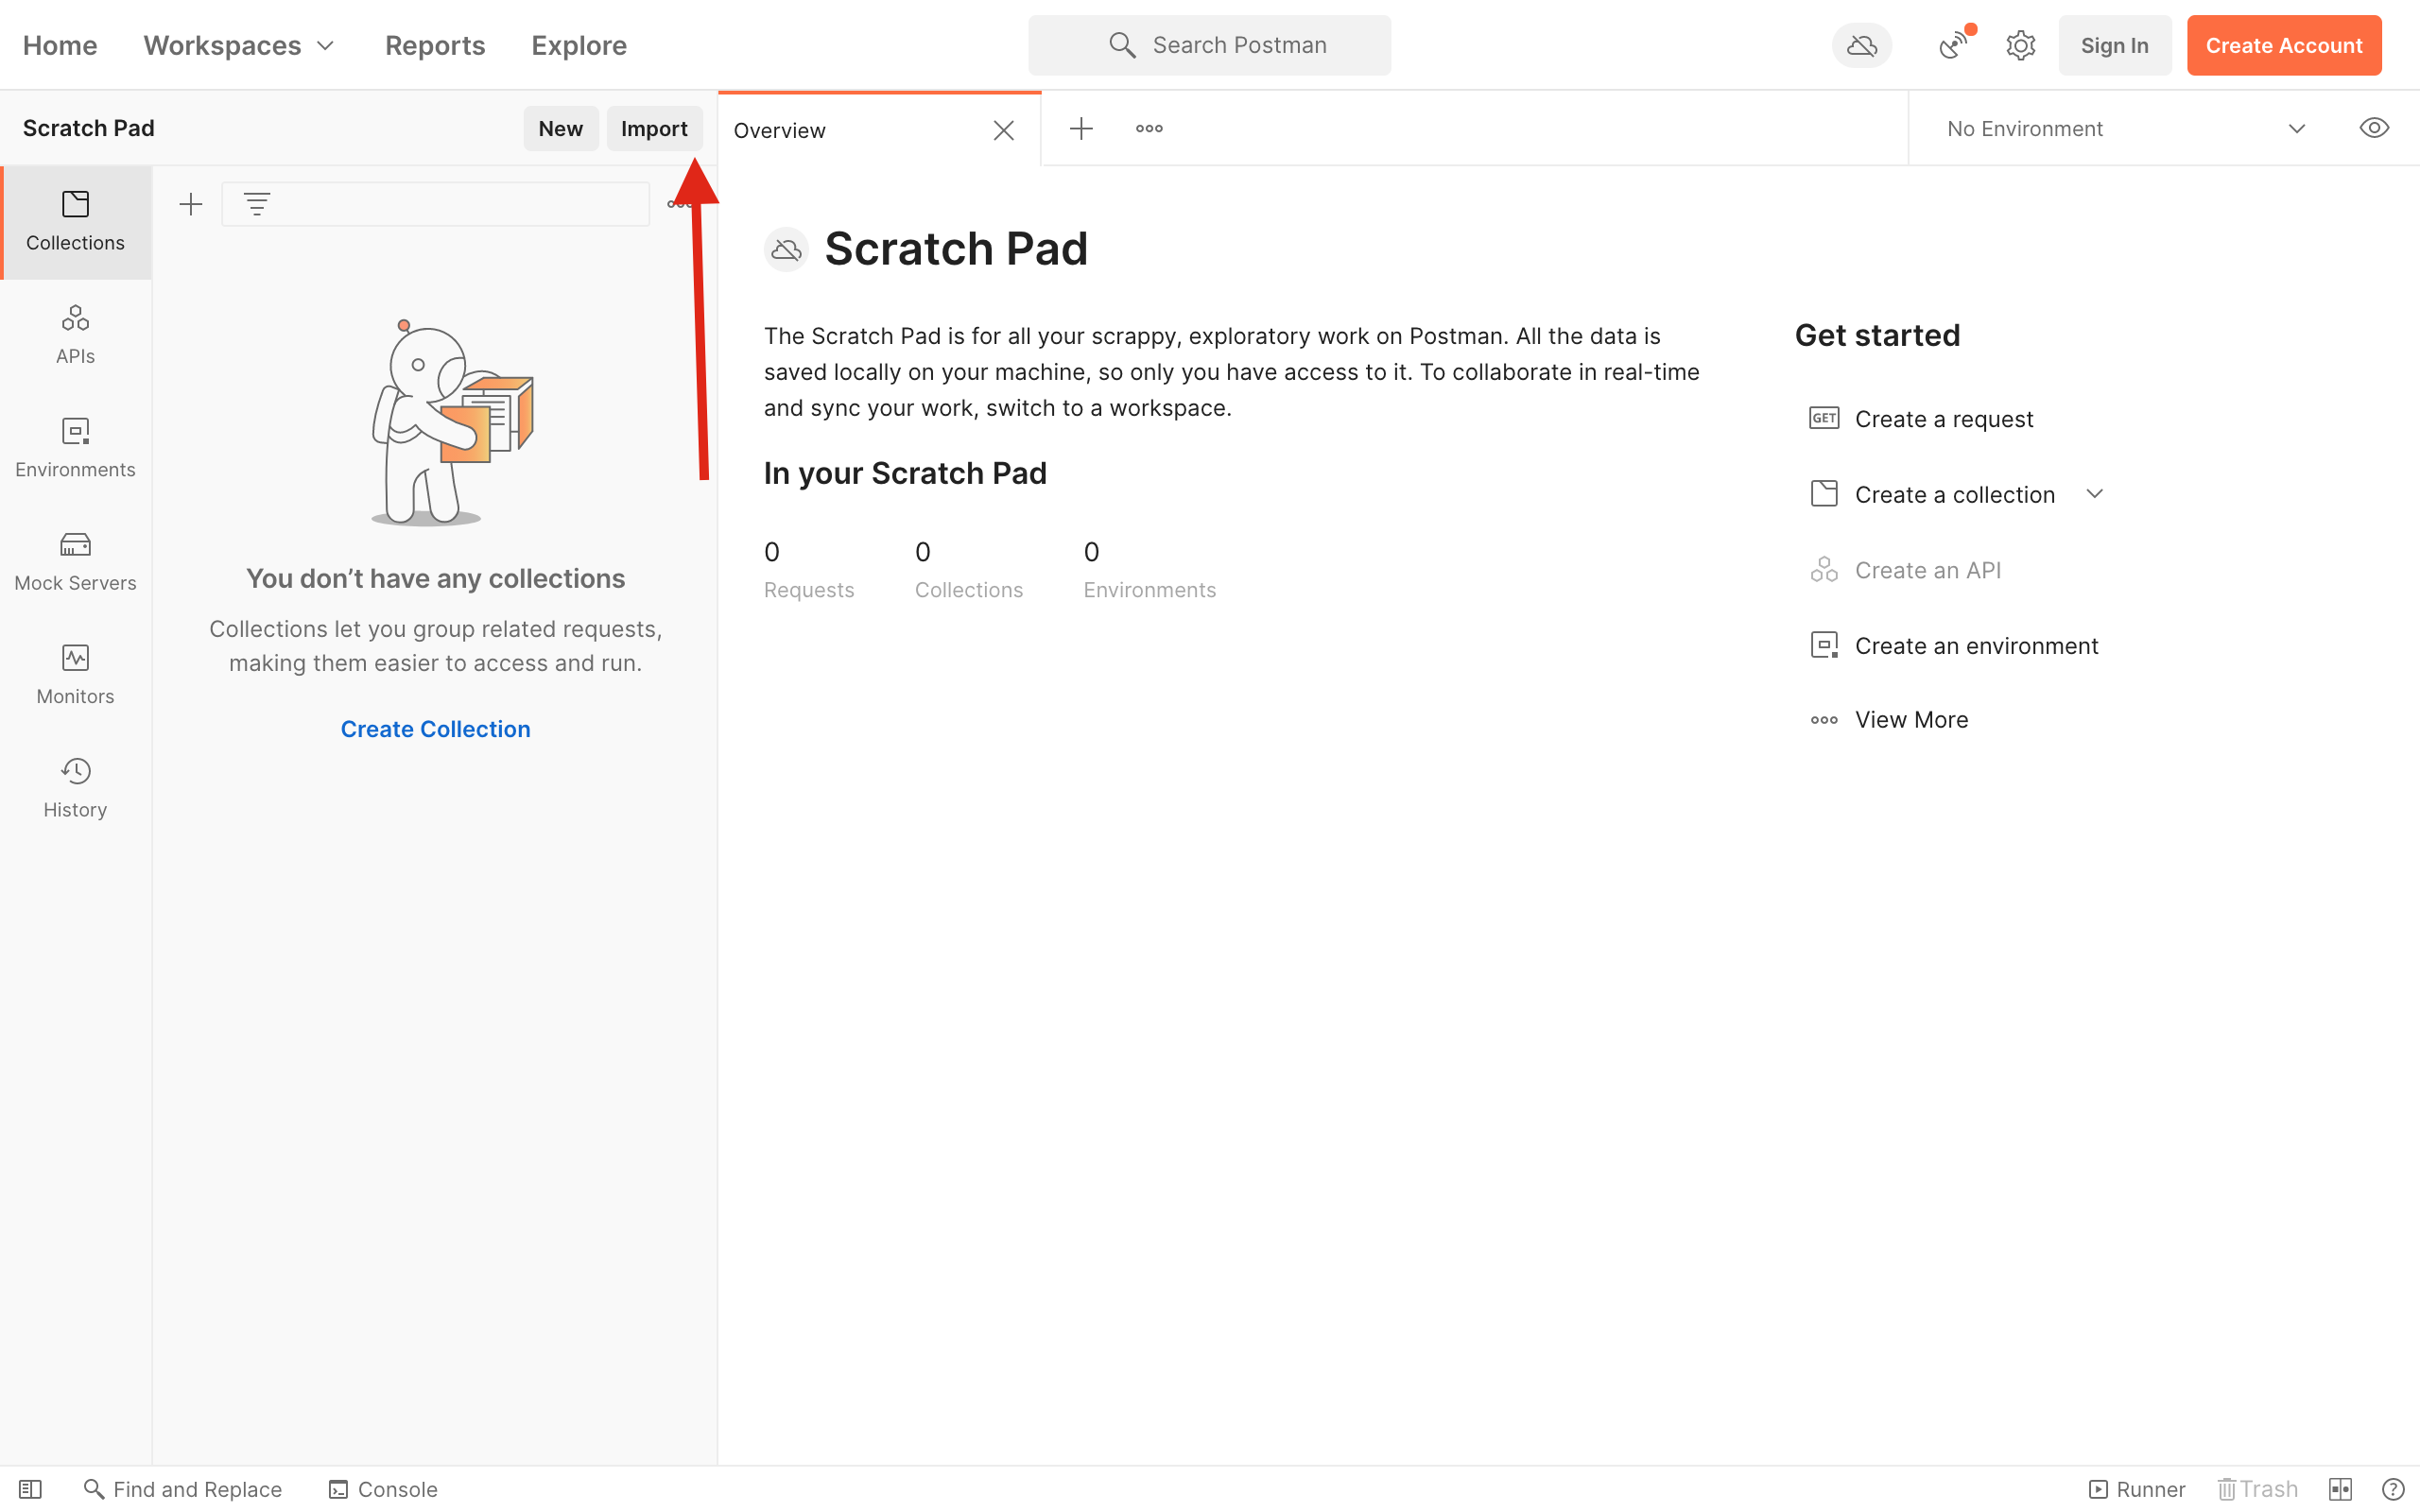 Home Workspaces Reports Explore Search Postman Sign In Create Account
Scratch Pad New Import Overview No Environment
Collections
APIs
Environments
Mock Servers
Monitors
History
You don’t have any collections
Collections let you group related requests,
making them easier to access and run.
Create Collection
Scratch Pad
The Scratch Pad is for all your scrappy, exploratory work on Postman. All the data is
saved locally on your machine, so only you have access to it. To collaborate in real-time
and sync your work, switch to a workspace.
In your Scratch Pad
0 0 0
Requests Collections Environments
Get started
GET Create a request
Create a collection
Create an API
Create an environment
View More
Find and Replace Console Runner Trash